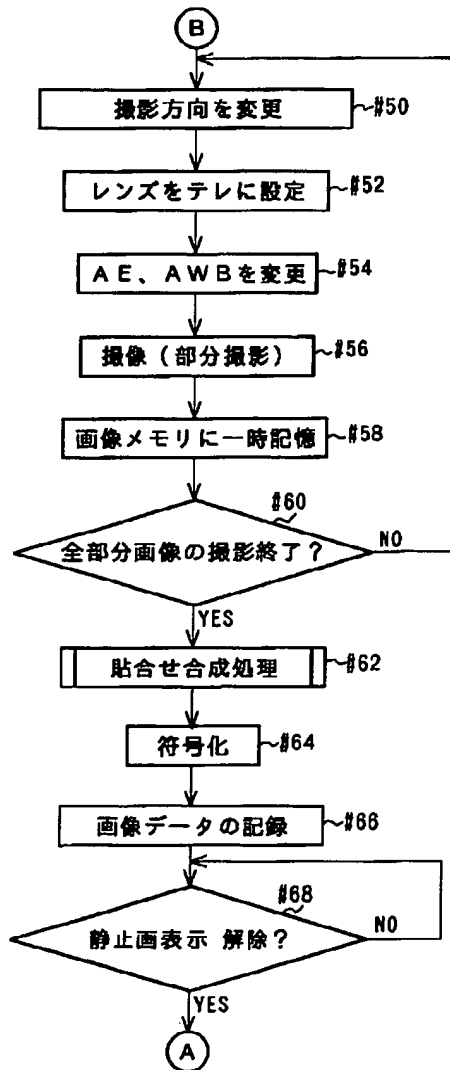 B
撮影方向を変更
#50
レンズをテレに設定
#52
AE、AWBを変更
#54
撮像(部分撮影)
#56
画像メモリに一時記憶
#58
#60
全部分画像の撮影終了?
NO
YES
貼合せ合成処理
#62
符号化
#64
画像データの記録
#66
#68
静止画表示 解除?
NO
YES
A